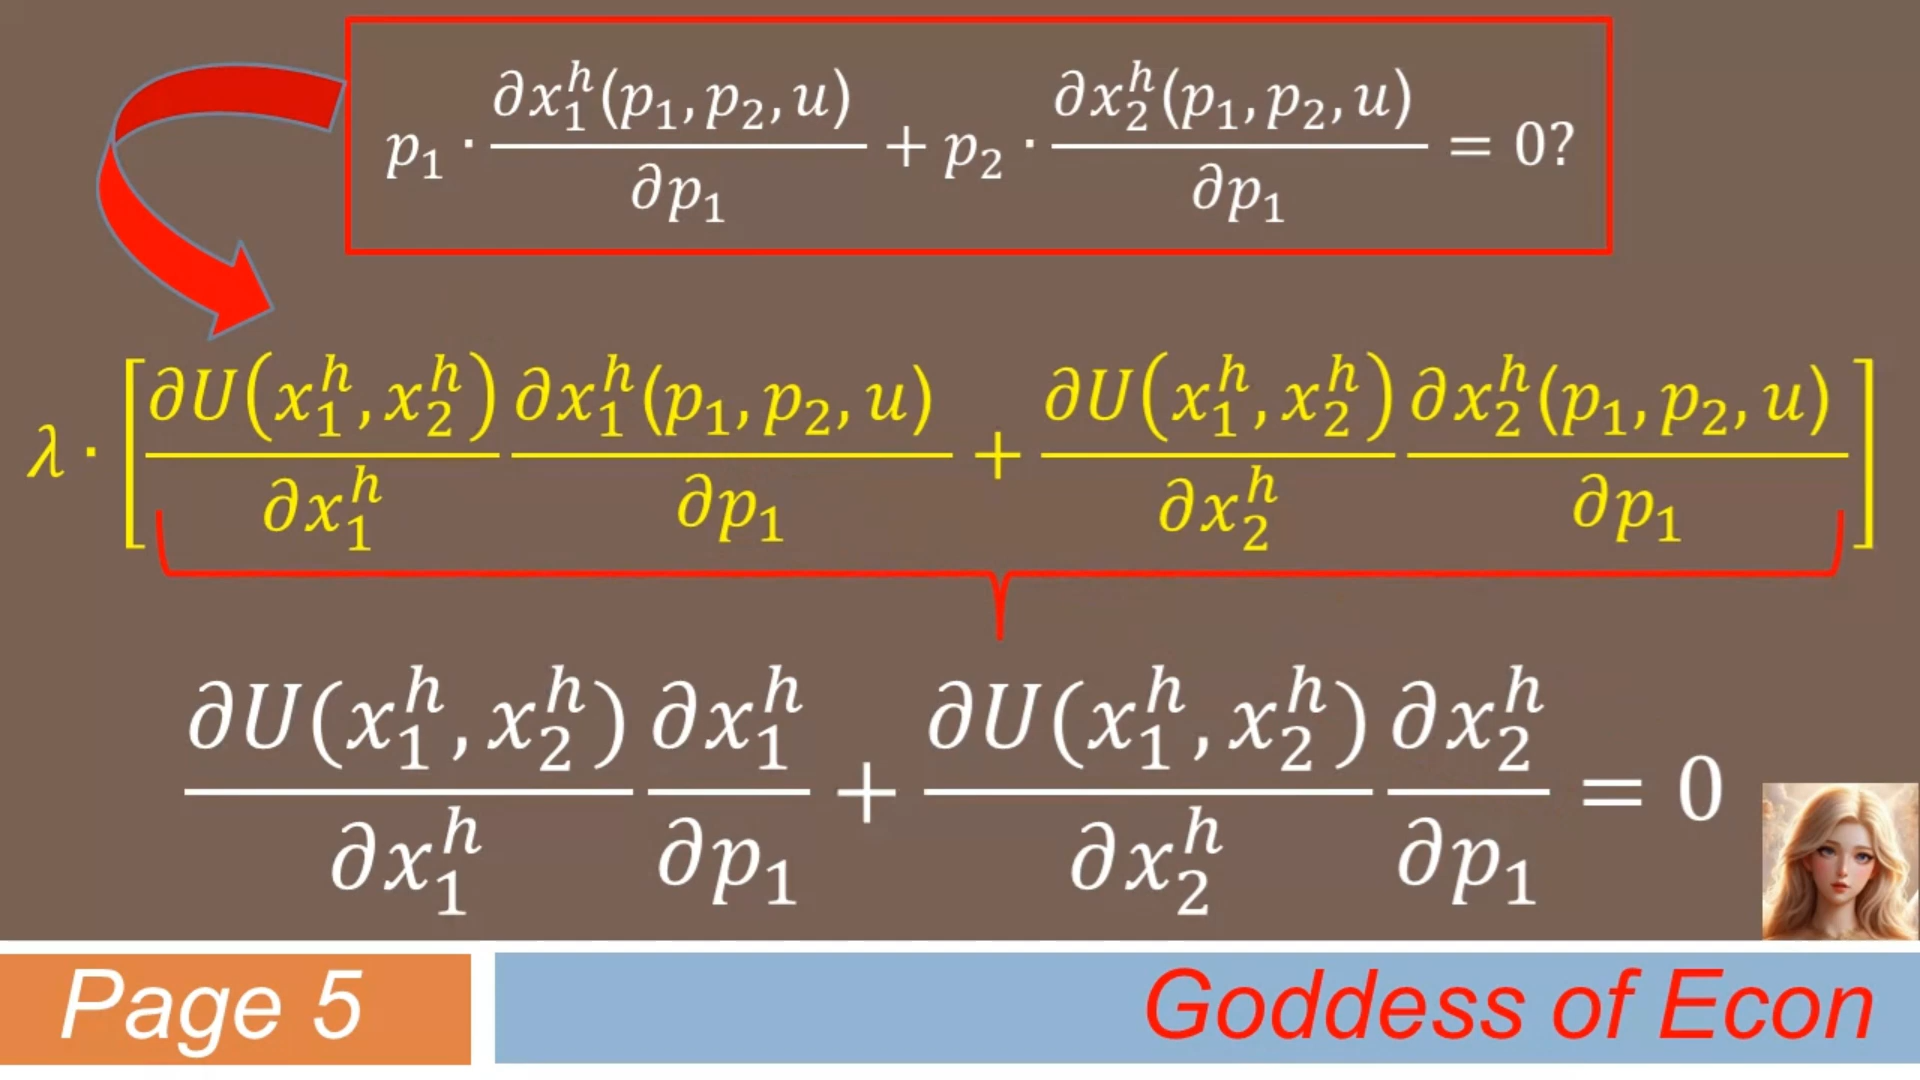 p₁ · ∂x₁ʰ(p₁, p₂, u)/∂p₁ + p₂ · ∂x₂ʰ(p₁, p₂, u)/∂p₁ = 0?
λ · [∂U(x₁ʰ, x₂ʰ)/∂x₁ʰ ∂x₁ʰ(p₁, p₂, u)/∂p₁ + ∂U(x₁ʰ, x₂ʰ)/∂x₂ʰ ∂x₂ʰ(p₁, p₂, u)/∂p₁]
∂U(x₁ʰ, x₂ʰ)/∂x₁ʰ ∂x₁ʰ/∂p₁ + ∂U(x₁ʰ, x₂ʰ)/∂x₂ʰ ∂x₂ʰ/∂p₁ = 0
Page 5
Goddess of Econ